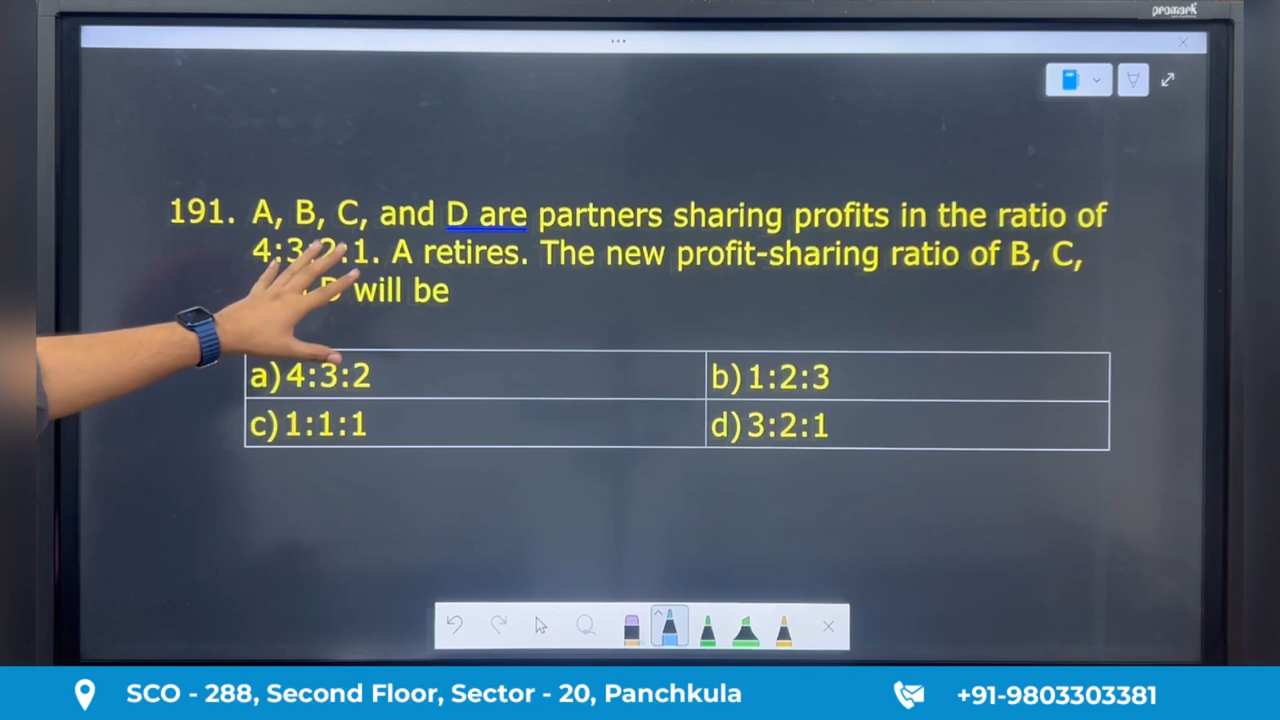 promark
191. A, B, C, and D are partners sharing profits in the ratio of
4:3:2:1. A retires. The new profit-sharing ratio of B, C,
will be
a) 4:3:2
b) 1:2:3
c) 1:1:1
d) 3:2:1
SCO - 288, Second Floor, Sector - 20, Panchkula
+91-9803303381